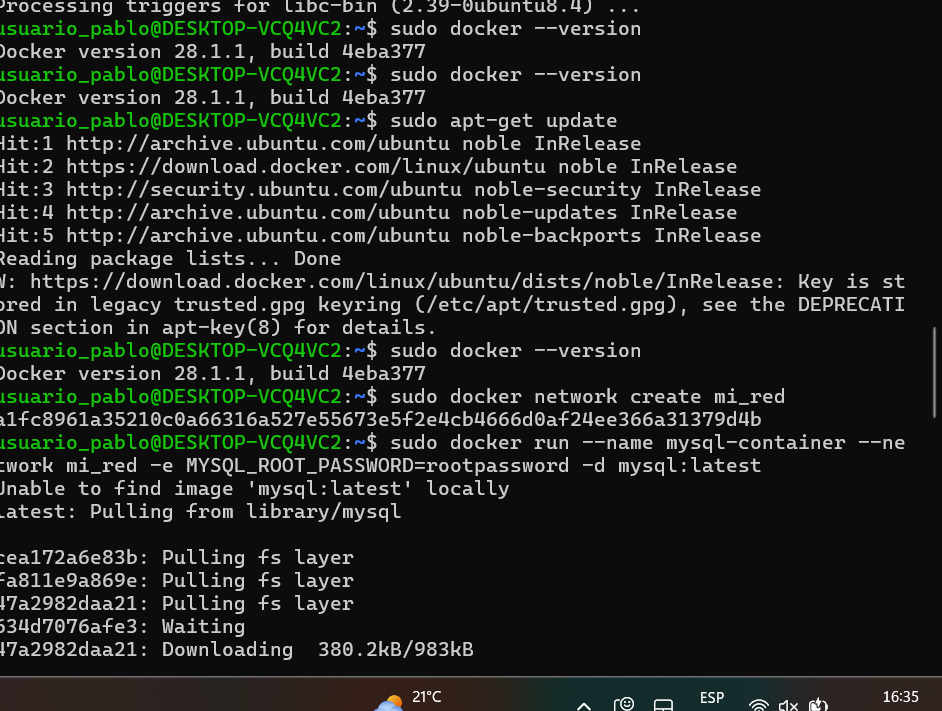 Processing triggers for libc-bin (2.39-0ubuntu8.4) ...
usuario_pablo@DESKTOP-VCQ4VC2:~$ sudo docker --version
Docker version 28.1.1, build 4eba377
usuario_pablo@DESKTOP-VCQ4VC2:~$ sudo docker --version
Docker version 28.1.1, build 4eba377
usuario_pablo@DESKTOP-VCQ4VC2:~$ sudo apt-get update
Hit:1 http://archive.ubuntu.com/ubuntu noble InRelease
Hit:2 https://download.docker.com/linux/ubuntu noble InRelease
Hit:3 http://security.ubuntu.com/ubuntu noble-security InRelease
Hit:4 http://archive.ubuntu.com/ubuntu noble-updates InRelease
Hit:5 http://archive.ubuntu.com/ubuntu noble-backports InRelease
Reading package lists... Done
W: https://download.docker.com/linux/ubuntu/dists/noble/InRelease: Key is st
ored in legacy trusted.gpg keyring (/etc/apt/trusted.gpg), see the DEPRECATI
ON section in apt-key(8) for details.
usuario_pablo@DESKTOP-VCQ4VC2:~$ sudo docker --version
Docker version 28.1.1, build 4eba377
usuario_pablo@DESKTOP-VCQ4VC2:~$ sudo docker network create mi_red
a1fc8961a35210c0a66316a527e55673e5f2e4cb4666d0af24ee366a31379d4b
usuario_pablo@DESKTOP-VCQ4VC2:~$ sudo docker run --name mysql-container --ne
twork mi_red -e MYSQL_ROOT_PASSWORD=rootpassword -d mysql:latest
Unable to find image 'mysql:latest' locally
latest: Pulling from library/mysql
cea172a6e83b: Pulling fs layer
fa811e9a869e: Pulling fs layer
47a2982daa21: Pulling fs layer
634d7076afe3: Waiting
47a2982daa21: Downloading  380.2kB/983kB
21°C
ESP
16:35